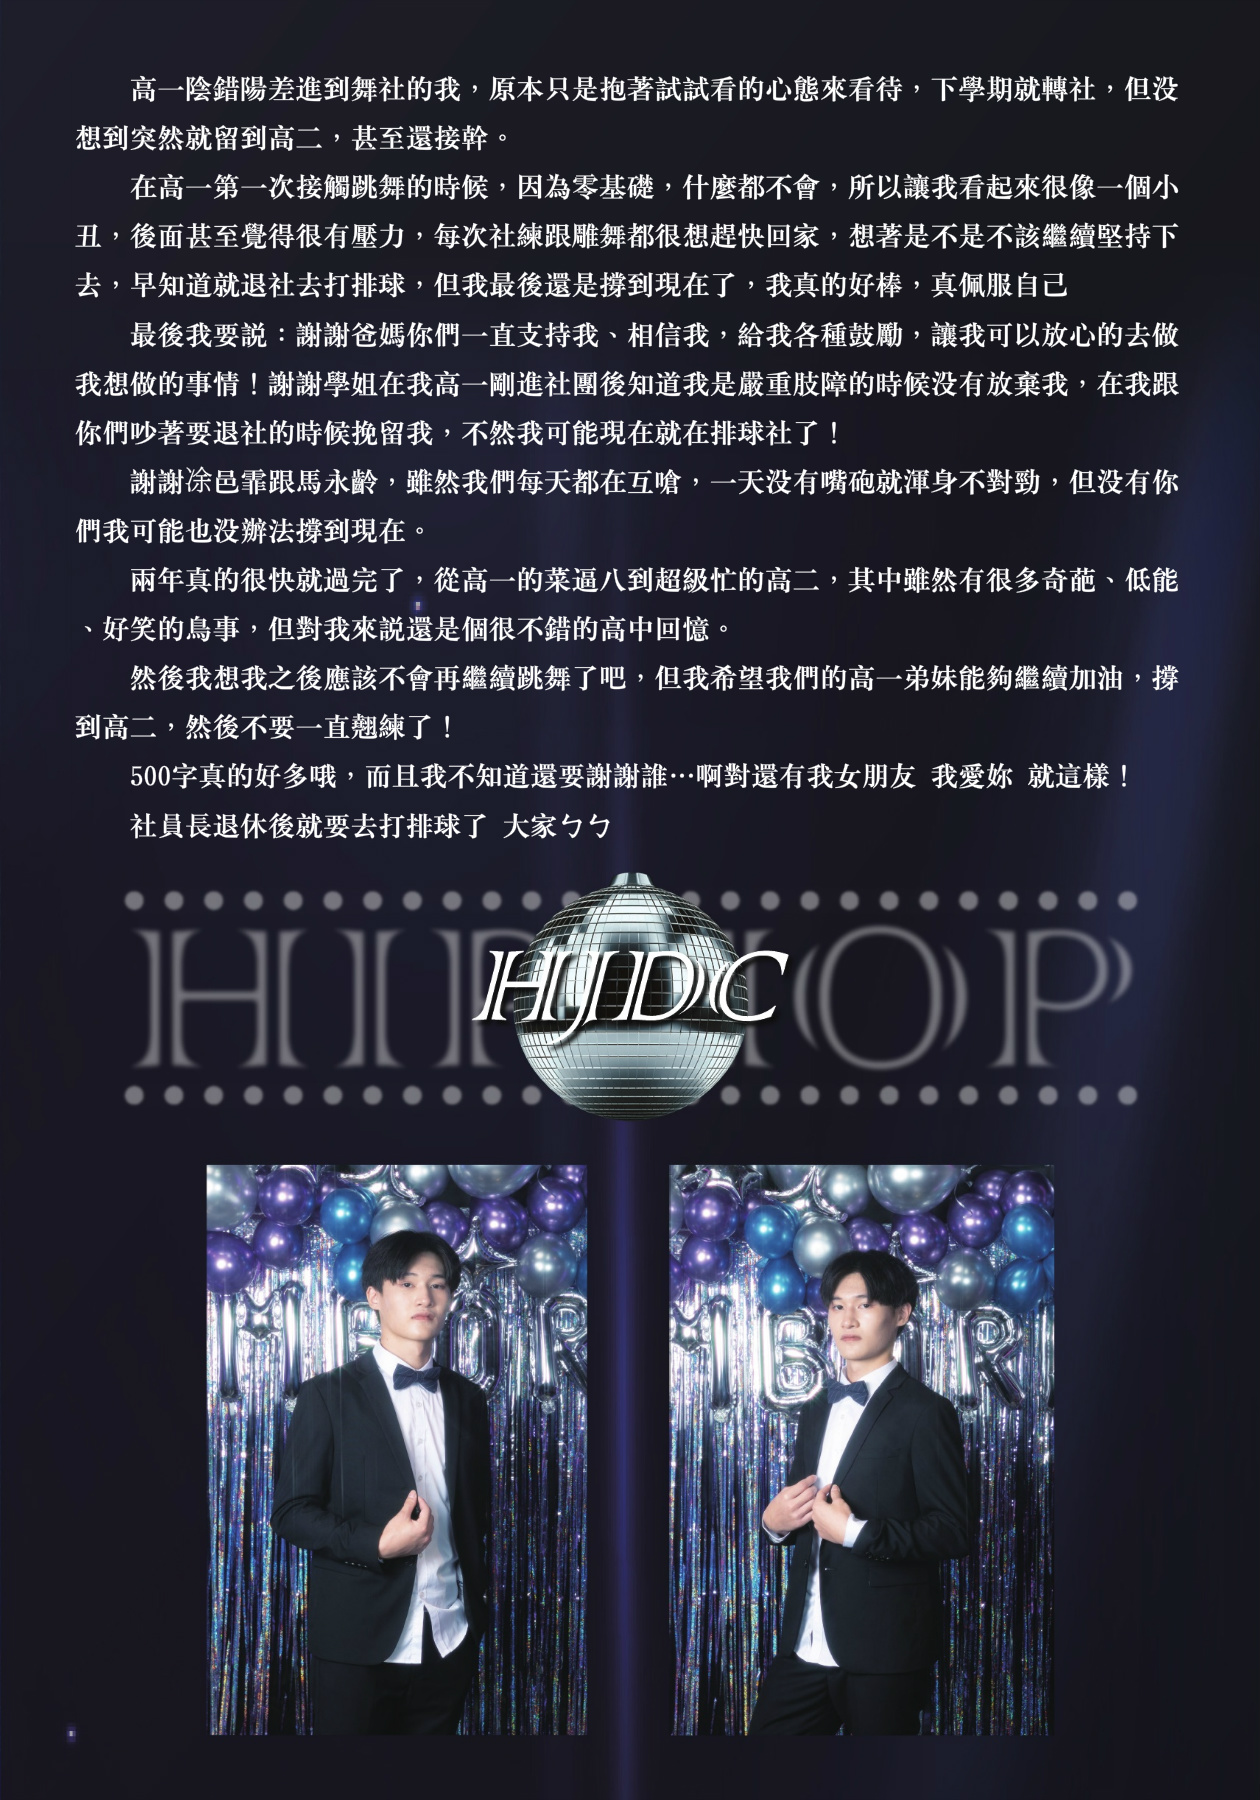 高一陰錯陽差進到舞社的我，原本只是抱著試試看的心態來看待，下學期就轉社，但没
想到突然就留到高二，甚至還接幹。
在高一第一次接觸跳舞的時候，因為零基礎，什麼都不會，所以讓我看起來很像一個小
丑，後面甚至覺得很有壓力，每次社練跟雕舞都很想趕快回家，想著是不是不該繼續堅持下
去，早知道就退社去打排球，但我最後還是撐到現在了，我真的好棒，真佩服自己
最後我要説：謝謝爸媽你們一直支持我、相信我，給我各種鼓勵，讓我可以放心的去做
我想做的事情！謝謝學姐在我高一剛進社團後知道我是嚴重肢障的時候没有放棄我，在我跟
你們吵著要退社的時候挽留我，不然我可能現在就在排球社了！
謝謝凃邑霏跟馬永齡，雖然我們每天都在互嗆，一天没有嘴砲就渾身不對勁，但没有你
們我可能也没辦法撐到現在。
兩年真的很快就過完了，從高一的菜逼八到超級忙的高二，其中雖然有很多奇葩、低能
、好笑的鳥事，但對我來説還是個很不錯的高中回憶。
然後我想我之後應該不會再繼續跳舞了吧，但我希望我們的高一弟妹能夠繼續加油，撐
到高二，然後不要一直翹練了！
500字真的好多哦，而且我不知道還要謝謝誰…啊對還有我女朋友 我愛妳 就這樣！
社員長退休後就要去打排球了 大家ㄅㄅ
HIP HOP
HJDC